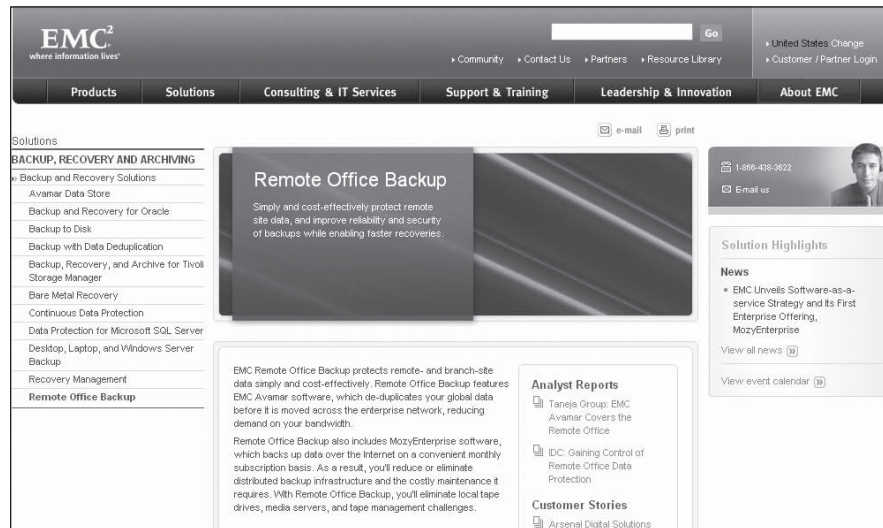 EMC²
where information lives®
Go
Community Contact Us Partners Resource Library
United States Change
Customer / Partner Login
Products Solutions Consulting & IT Services Support & Training Leadership & Innovation About EMC
e-mail print
Solutions
BACKUP, RECOVERY AND ARCHIVING
Backup and Recovery Solutions
Avamar Data Store
Backup and Recovery for Oracle
Backup to Disk
Backup with Data Deduplication
Backup, Recovery, and Archive for Tivoli
Storage Manager
Bare Metal Recovery
Continuous Data Protection
Data Protection for Microsoft SQL Server
Desktop, Laptop, and Windows Server
Backup
Recovery Management
Remote Office Backup
Remote Office Backup
Simply and cost-effectively protect remote
site data, and improve reliability and security
of backups while enabling faster recoveries.
EMC Remote Office Backup protects remote- and branch-site
data simply and cost-effectively. Remote Office Backup features
EMC Avamar software, which de-duplicates your global data
before it is moved across the enterprise network, reducing
demand on your bandwidth.
Remote Office Backup also includes MozyEnterprise software,
which backs up data over the Internet on a convenient monthly
subscription basis. As a result, you'll reduce or eliminate
distributed backup infrastructure and the costly maintenance it
requires. With Remote Office Backup, you'll eliminate local tape
drives, media servers, and tape management challenges.
Analyst Reports
Taneja Group: EMC
Avamar Covers the
Remote Office
IDC: Gaining Control of
Remote Office Data
Protection
Customer Stories
Arsenal Digital Solutions
1-866-438-3622
E-mail us
Solution Highlights
News
EMC Unveils Software-as-a-
service Strategy and Its First
Enterprise Offering,
MozyEnterprise
View all news
View event calendar